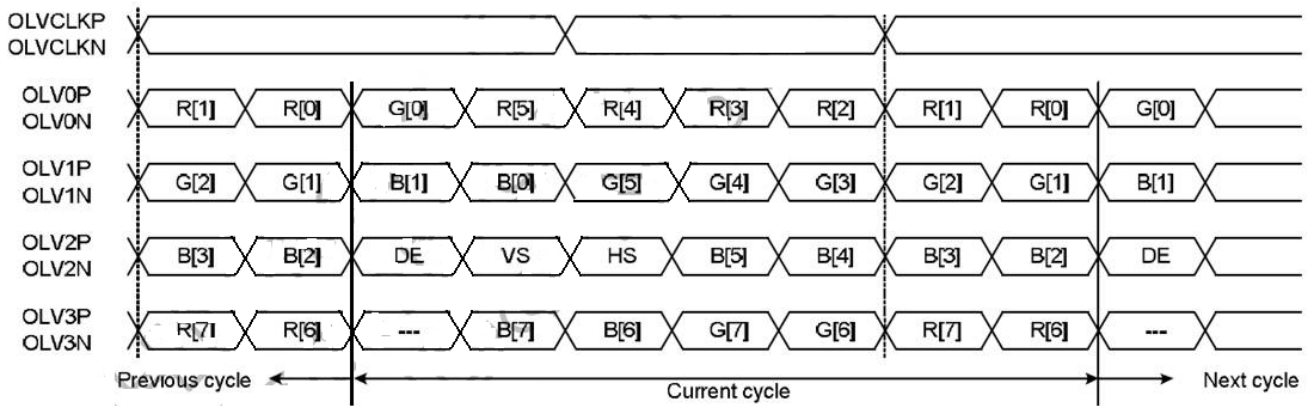 OLVCLKP
OLVCLKN
OLV0P
OLV0N
R[1] R[0] G[0] R[5] R[4] R[3] R[2] R[1] R[0] G[0]
OLV1P
OLV1N
G[2] G[1] B[1] B[0] G[5] G[4] G[3] G[2] G[1] B[1]
OLV2P
OLV2N
B[3] B[2] DE VS HS B[5] B[4] B[3] B[2] DE
OLV3P
OLV3N
R[7] R[6] --- B[7] B[6] G[7] G[6] R[7] R[6] ---
Previous cycle Current cycle Next cycle